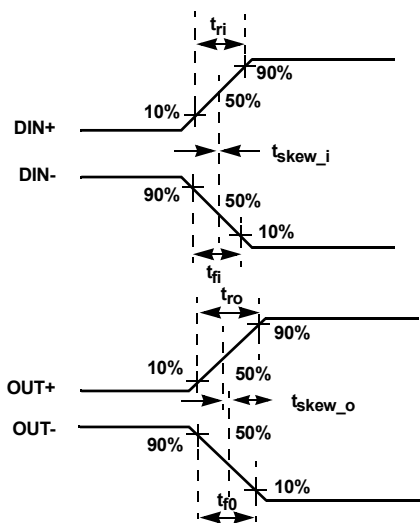 tri
90%
10%
50%
DIN+
tskew_i
DIN-
90%
50%
10%
tfi
tro
90%
10%
50%
OUT+
tskew_o
OUT-
50%
90%
10%
tf0